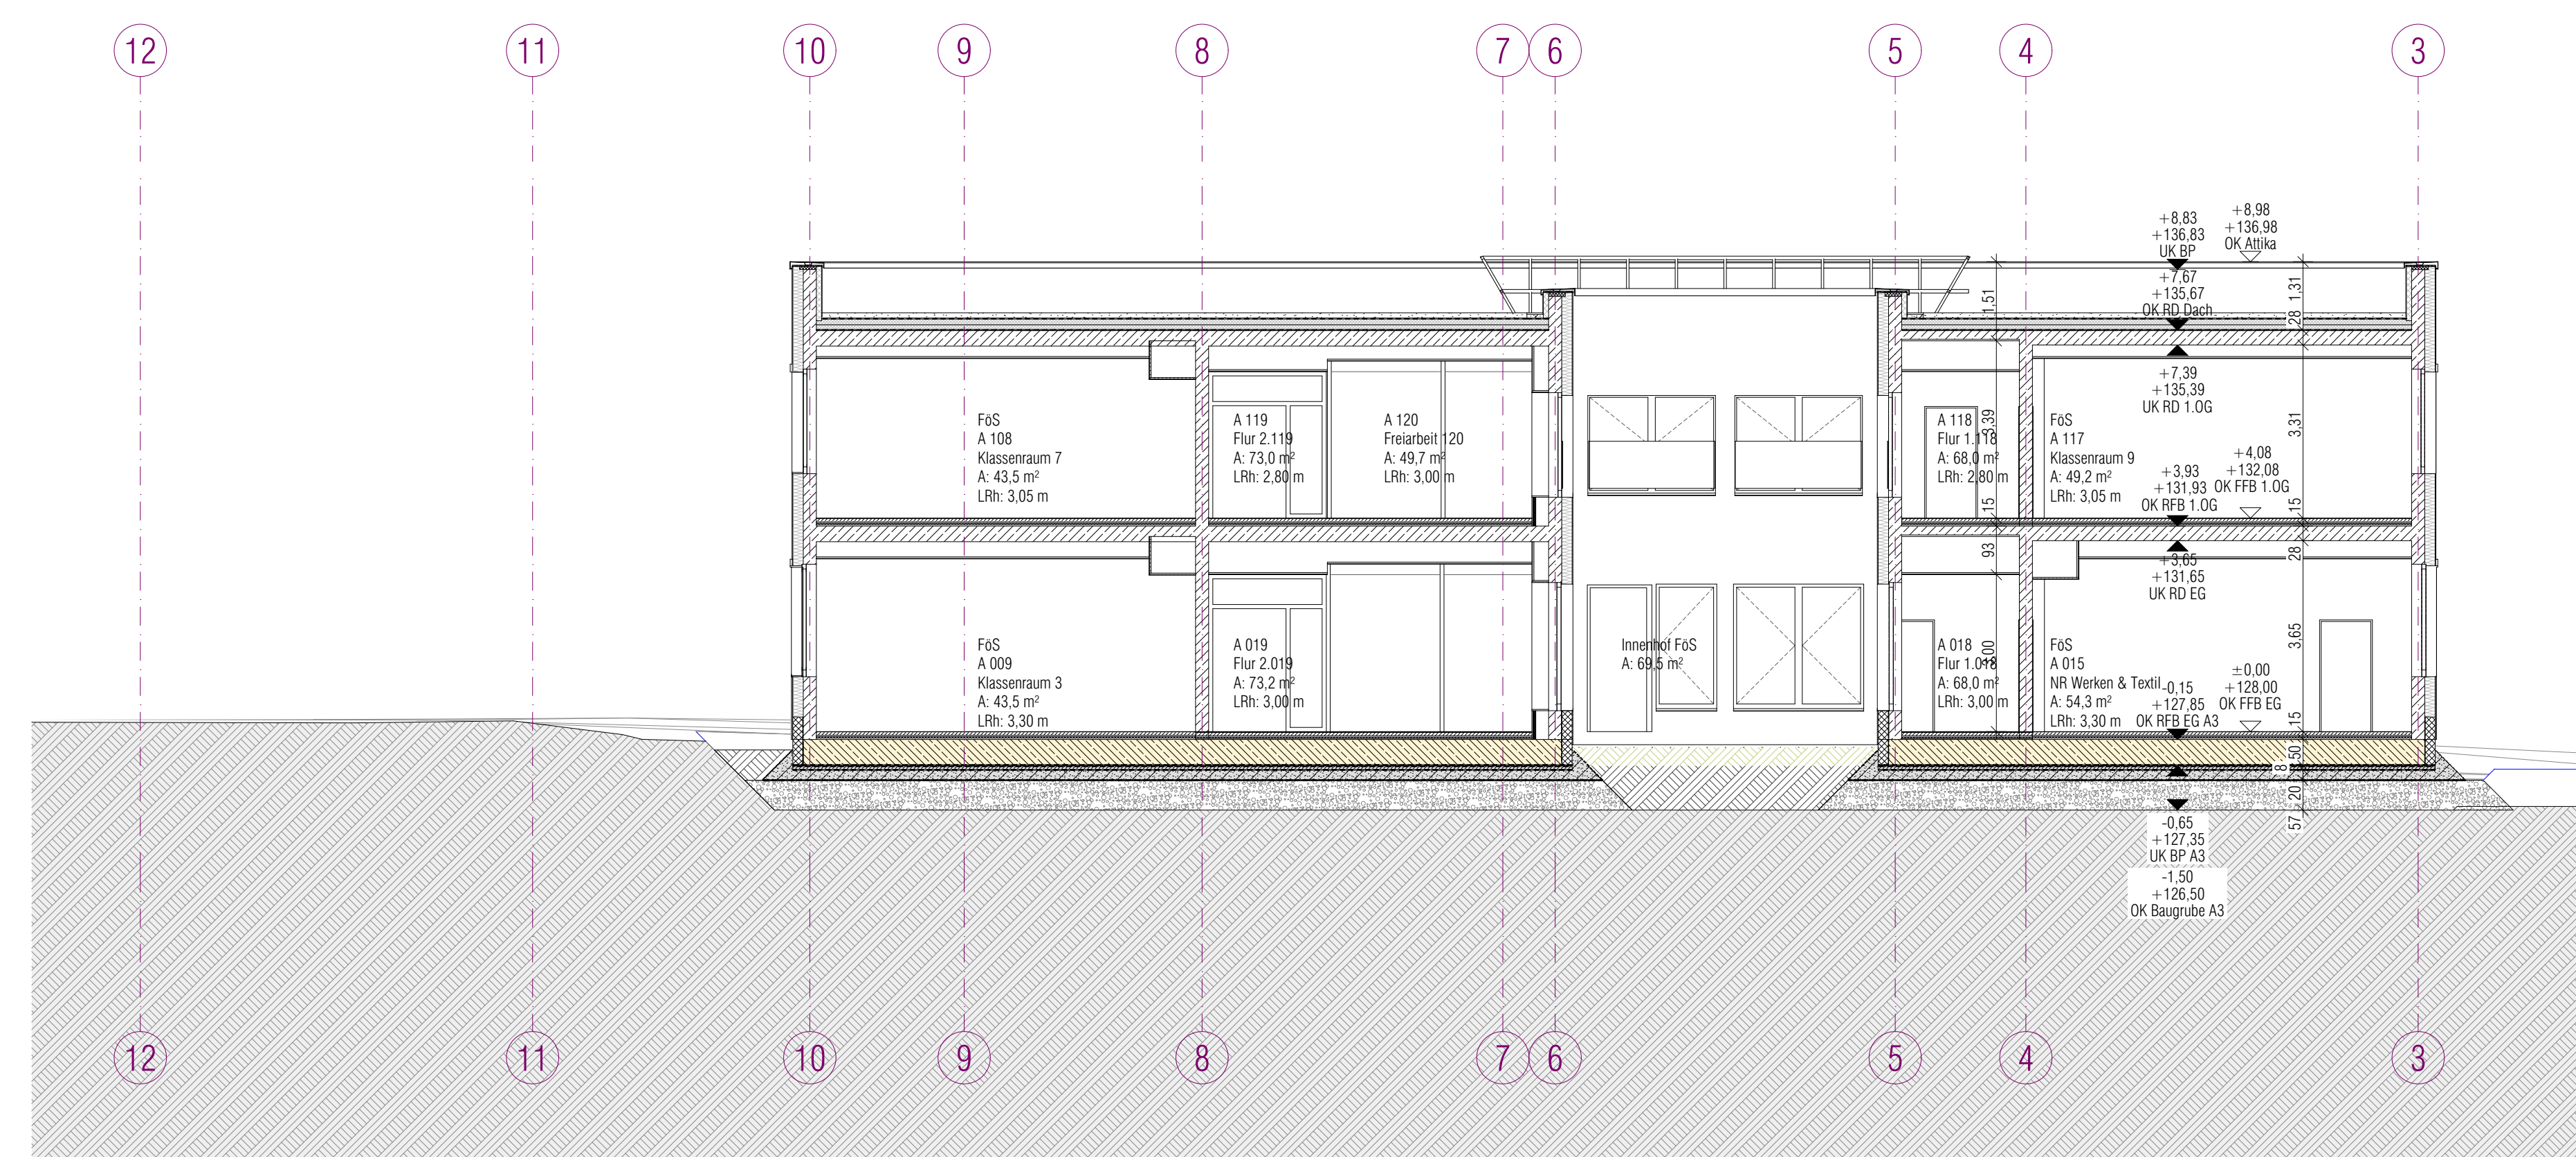 12
11
10
9
8
7
6
5
4
3
+8,83
+136,83
UK BP
+8,98
+136,98
OK Attika
+7,67
+135,67
OK RD Dach
1,51
1,31
28
FöS
A 108
Klassenraum 7
A: 43,5 m²
LRh: 3,05 m
A 119
Flur 2.119
A: 73,0 m²
LRh: 2,80 m
A 120
Freiarbeit 120
A: 49,7 m²
LRh: 3,00 m
A 118
Flur 1.118
A: 68,0 m²
LRh: 2,80 m
3,39
15
FöS
A 117
Klassenraum 9
A: 49,2 m²
LRh: 3,05 m
+7,39
+135,39
UK RD 1.OG
+3,93
+131,93
OK RFB 1.OG
+4,08
+132,08
OK FFB 1.OG
3,31
15
93
28
+3,65
+131,65
UK RD EG
FöS
A 009
Klassenraum 3
A: 43,5 m²
LRh: 3,30 m
A 019
Flur 2.019
A: 73,2 m²
LRh: 3,00 m
Innenhof FöS
A: 69,5 m²
A 018
Flur 1.018
A: 68,0 m²
LRh: 3,00 m
FöS
A 015
NR Werken & Textil
A: 54,3 m²
LRh: 3,30 m
-0,15
+127,85
OK RFB EG A3
±0,00
+128,00
OK FFB EG
3,65
15
50
8
20
57
-0,65
+127,35
UK BP A3
-1,50
+126,50
OK Baugrube A3
12
11
10
9
8
7
6
5
4
3